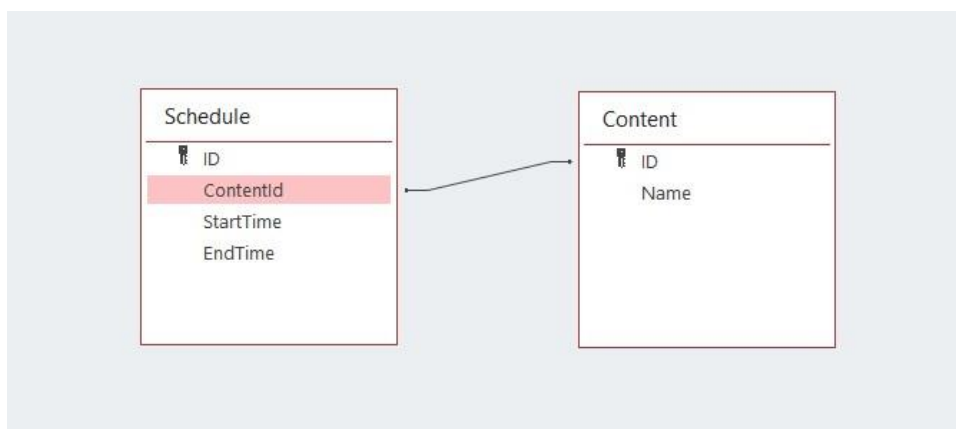 Schedule
ID
ContentId
StartTime
EndTime
Content
ID
Name